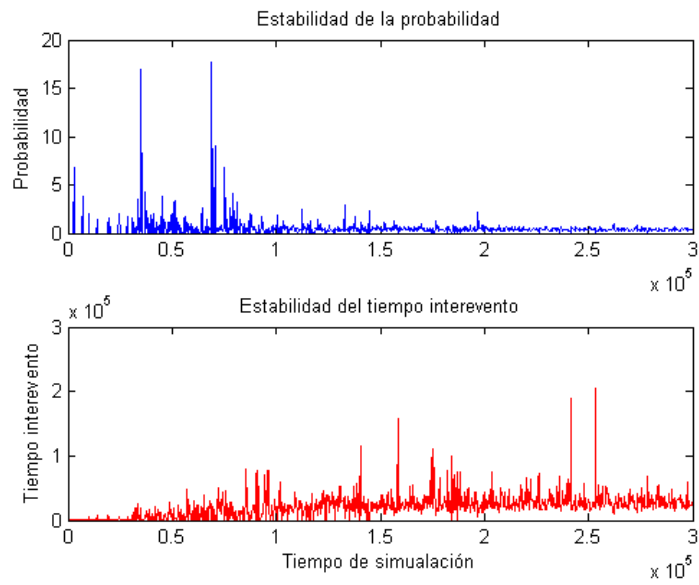 Estabilidad de la probabilidad
Probabilidad
20
15
10
5
0
0 0.5 1 1.5 2 2.5 3
x 10^5
Estabilidad del tiempo interevento
x 10^5
Tiempo interevento
3
2
1
0
0 0.5 1 1.5 2 2.5 3
Tiempo de simualación
x 10^5